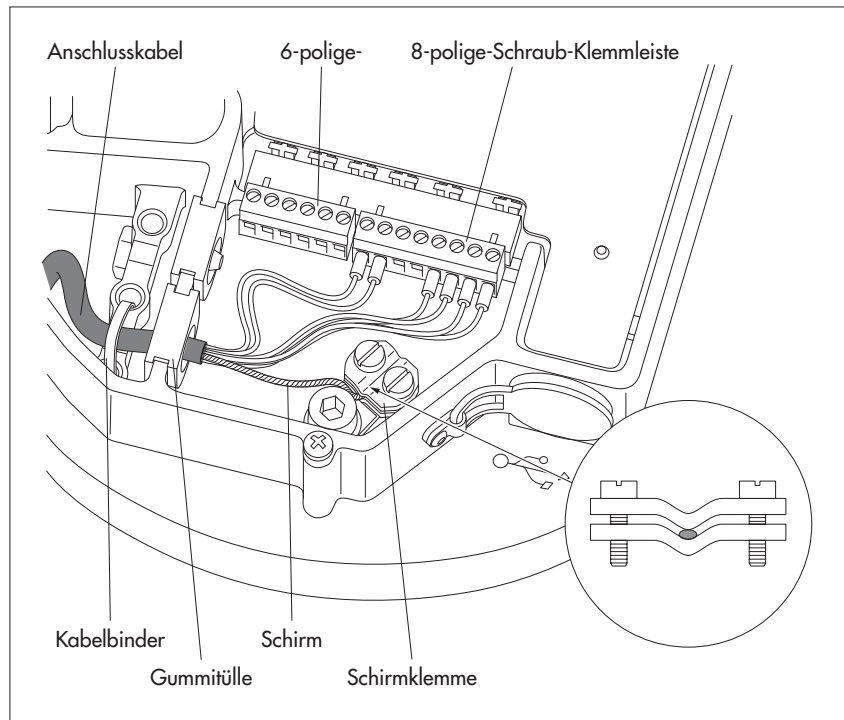 Anschlusskabel
6-polige-
8-polige-Schraub-Klemmleiste
Kabelbinder
Schirm
Gummitülle
Schirmklemme